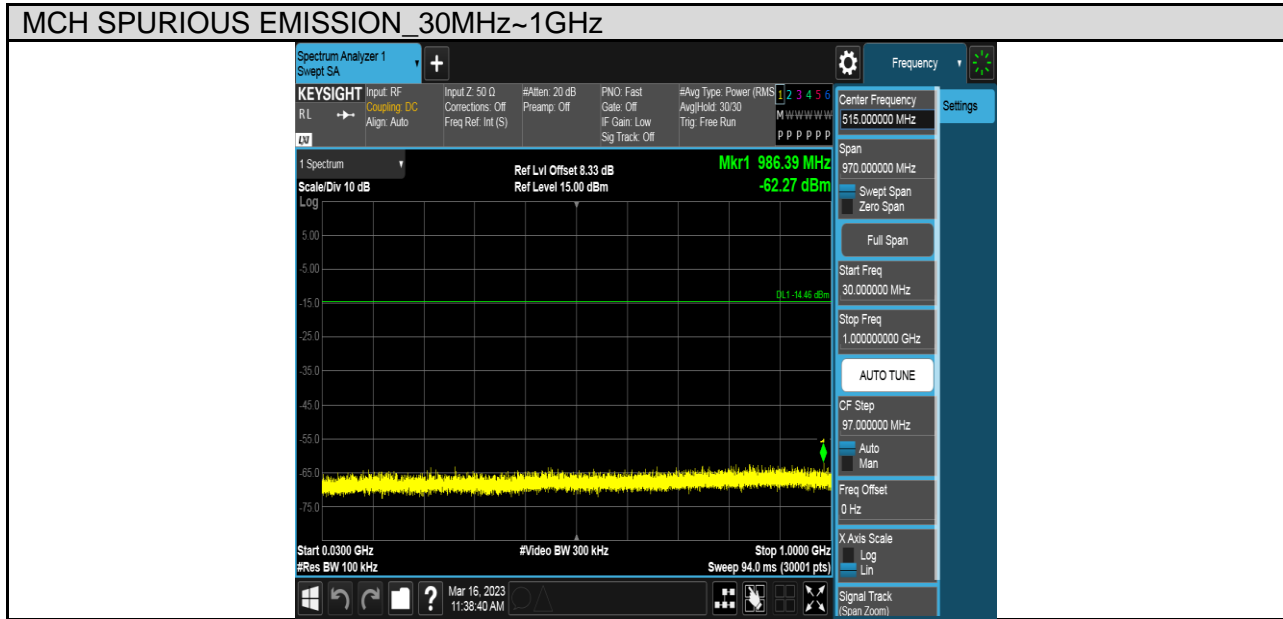 MCH SPURIOUS EMISSION_30MHz~1GHz
Spectrum Analyzer 1
Swept SA
+
Frequency
KEYSIGHT
RL
LXI
Input: RF
Coupling: DC
Align: Auto
Input Z: 50 Ω
Corrections: Off
Freq Ref: Int (S)
#Atten: 20 dB
Preamp: Off
PNO: Fast
Gate: Off
IF Gain: Low
Sig Track: Off
#Avg Type: Power (RMS
Avg|Hold: 30/30
Trig: Free Run
1 2 3 4 5 6
M W W W W W
P P P P P P
1 Spectrum
Scale/Div 10 dB
Log
Ref Lvl Offset 8.33 dB
Ref Level 15.00 dBm
Mkr1 986.39 MHz
-62.27 dBm
5.00
-5.00
-15.0
-25.0
-35.0
-45.0
-55.0
-65.0
-75.0
DL1 -14.46 dBm
1
Start 0.0300 GHz
#Res BW 100 kHz
#Video BW 300 kHz
Stop 1.0000 GHz
Sweep 94.0 ms (30001 pts)
?
Mar 16, 2023
11:38:40 AM
Center Frequency
515.000000 MHz
Span
970.000000 MHz
Swept Span
Zero Span
Full Span
Start Freq
30.000000 MHz
Stop Freq
1.000000000 GHz
AUTO TUNE
CF Step
97.000000 MHz
Auto
Man
Freq Offset
0 Hz
X Axis Scale
Log
Lin
Signal Track
(Span Zoom)
Settings